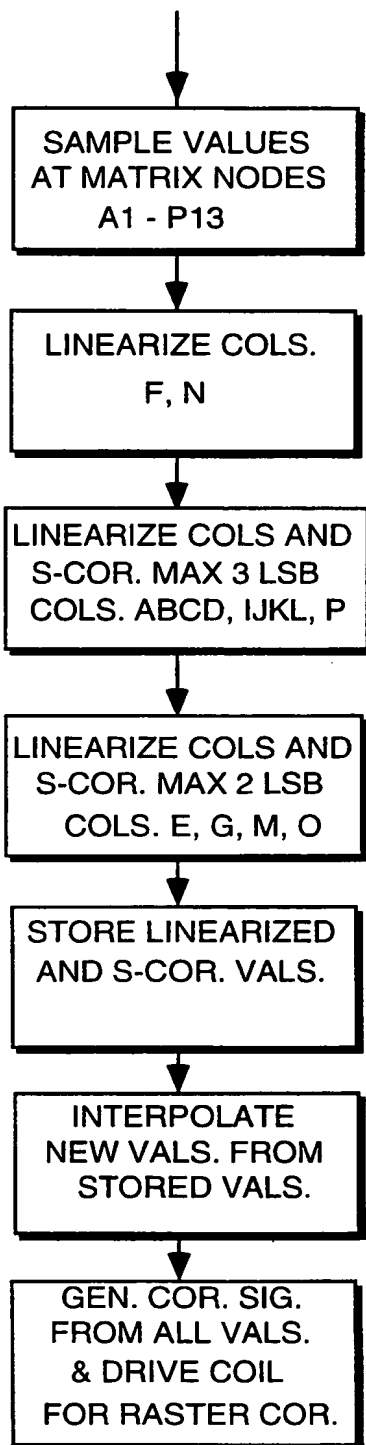 SAMPLE VALUES
AT MATRIX NODES
A1 - P13
LINEARIZE COLS.
F, N
LINEARIZE COLS AND
S-COR. MAX 3 LSB
COLS. ABCD, IJKL, P
LINEARIZE COLS AND
S-COR. MAX 2 LSB
COLS. E, G, M, O
STORE LINEARIZED
AND S-COR. VALS.
INTERPOLATE
NEW VALS. FROM
STORED VALS.
GEN. COR. SIG.
FROM ALL VALS.
& DRIVE COIL
FOR RASTER COR.